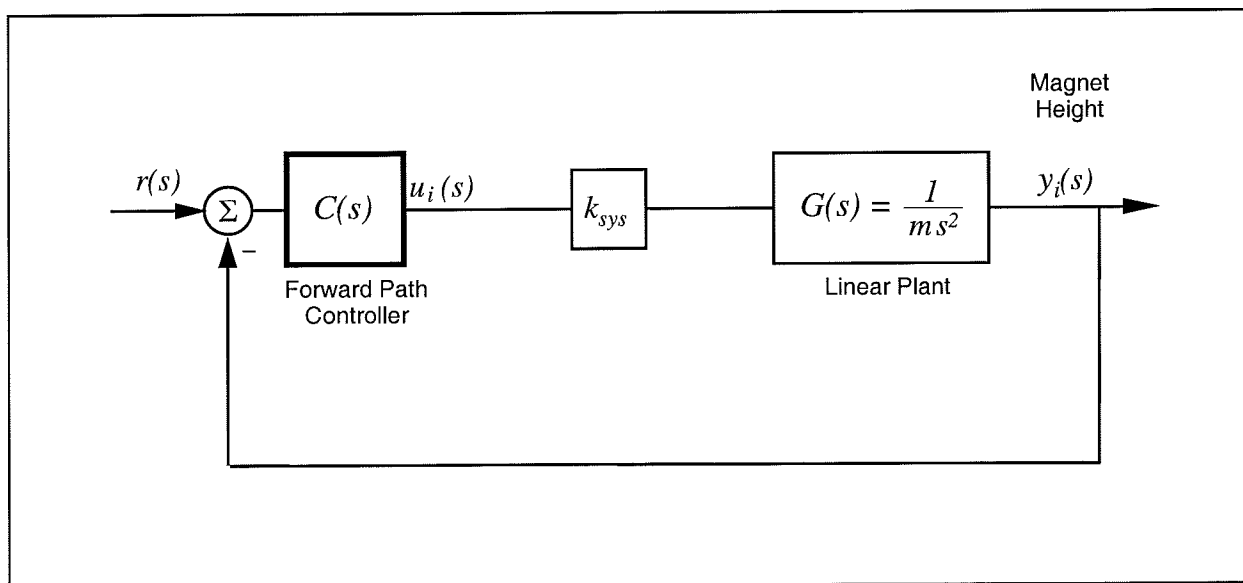 Magnet
Height
r(s)
Σ
−
C(s)
u_i(s)
k_sys
G(s) = 1/(m s²)
y_i(s)
Forward Path
Controller
Linear Plant